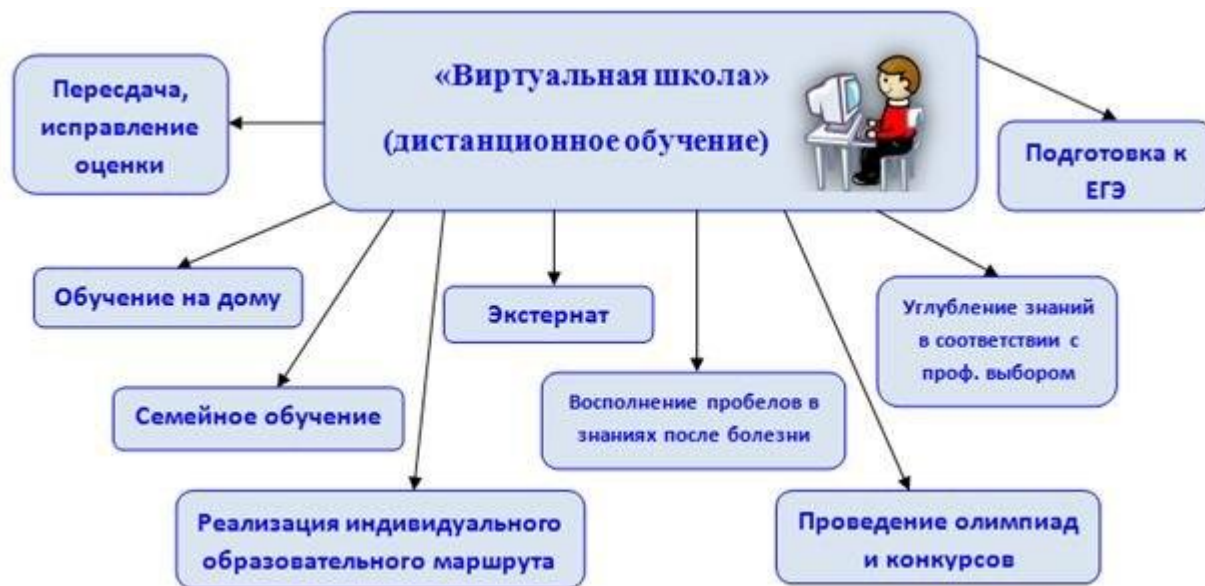 «Виртуальная школа»
(дистанционное обучение)
Пересдача,
исправление
оценки
Подготовка к
ЕГЭ
Обучение на дому
Экстернат
Углубление знаний
в соответствии с
проф. выбором
Семейное обучение
Восполнение пробелов в
знаниях после болезни
Реализация индивидуального
образовательного маршрута
Проведение олимпиад
и конкурсов